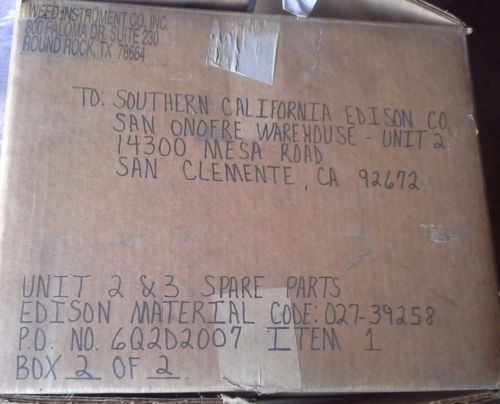 WEED INSTRUMENT CO., INC.
600 PALOMA DR. SUITE 230
ROUND ROCK, TX 78664
TO: SOUTHERN CALIFORNIA EDISON CO
SAN ONOFRE WAREHOUSE - UNIT 2
14300 MESA ROAD
SAN CLEMENTE, CA 92672
UNIT 2 & 3 SPARE PARTS
EDISON MATERIAL CODE: 027-39258
P.O. NO. 6Q2D2007 ITEM 1
BOX 2 OF 2